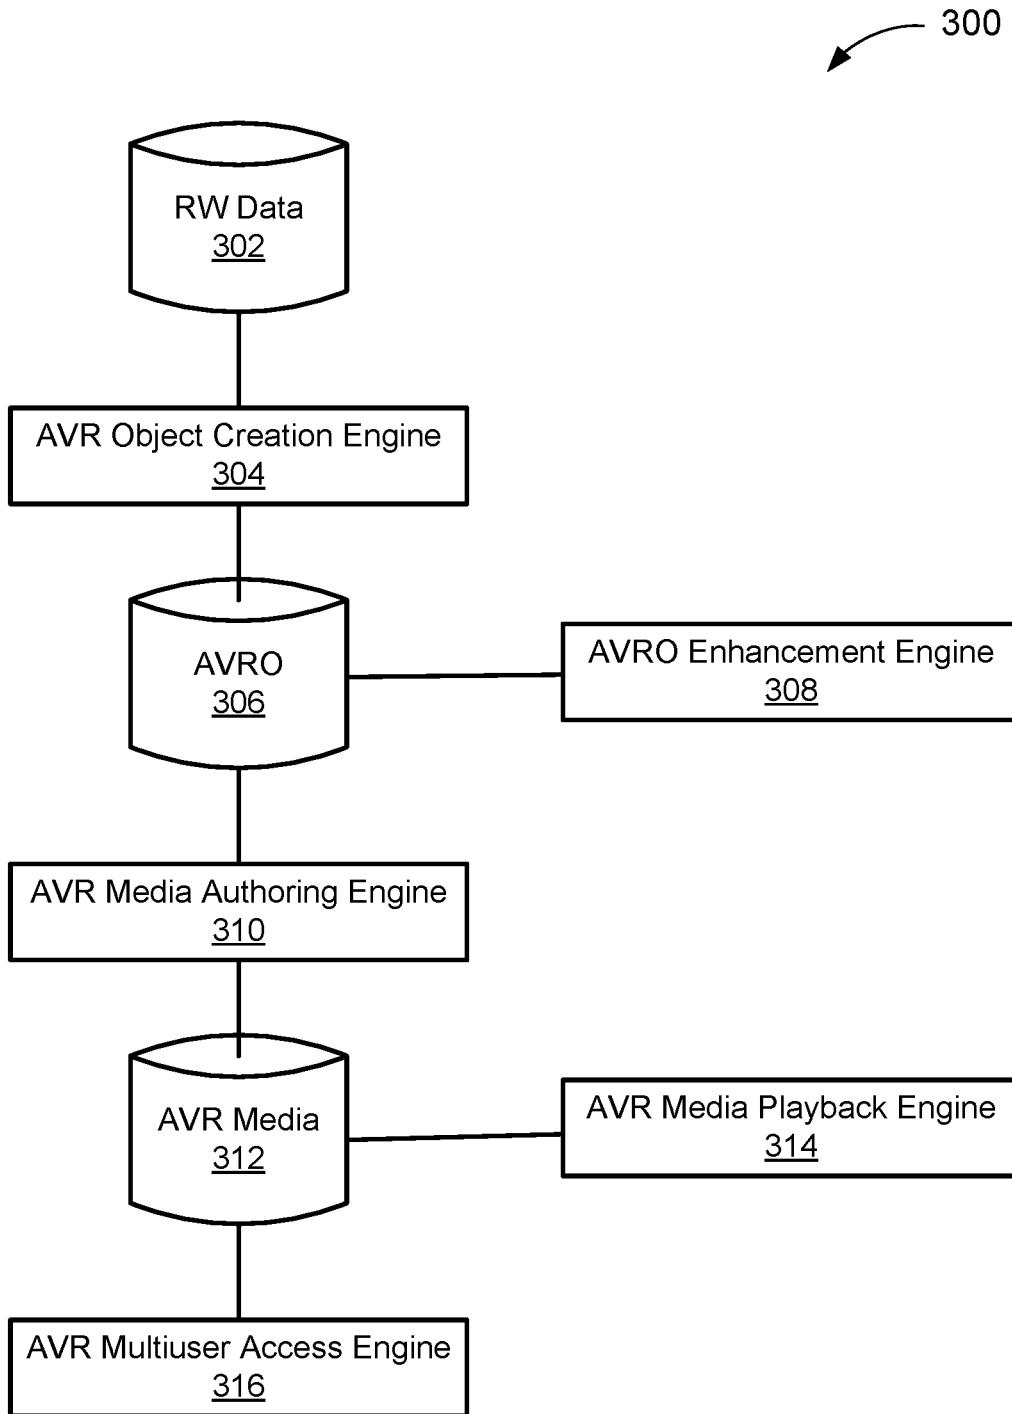 300
RW Data
302
AVR Object Creation Engine
304
AVRO
306
AVRO Enhancement Engine
308
AVR Media Authoring Engine
310
AVR Media
312
AVR Media Playback Engine
314
AVR Multiuser Access Engine
316